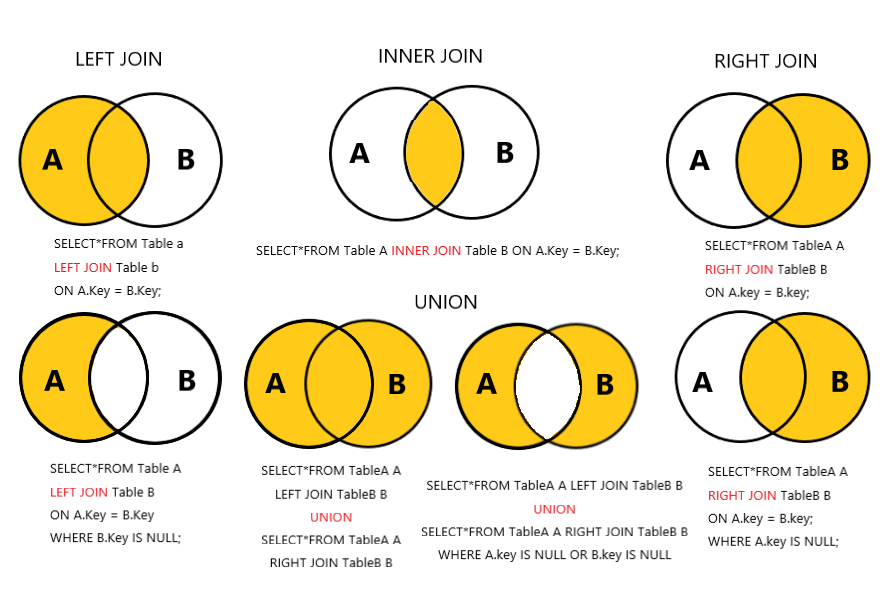 LEFT JOIN
A
B
SELECT*FROM Table a
LEFT JOIN Table b
ON A.Key = B.Key;
INNER JOIN
A
B
SELECT*FROM Table A INNER JOIN Table B ON A.Key = B.Key;
RIGHT JOIN
A
B
SELECT*FROM TableA A
RIGHT JOIN TableB B
ON A.key = B.key;
A
B
SELECT*FROM Table A
LEFT JOIN Table B
ON A.Key = B.Key
WHERE B.Key IS NULL;
UNION
A
B
SELECT*FROM TableA A
LEFT JOIN TableB B
UNION
SELECT*FROM TableA A
RIGHT JOIN TableB B
A
B
SELECT*FROM TableA A LEFT JOIN TableB B
UNION
SELECT*FROM TableA A RIGHT JOIN TableB B
WHERE A.key IS NULL OR B.key IS NULL
A
B
SELECT*FROM TableA A
RIGHT JOIN TableB B
ON A.key = B.key;
WHERE A.key IS NULL;